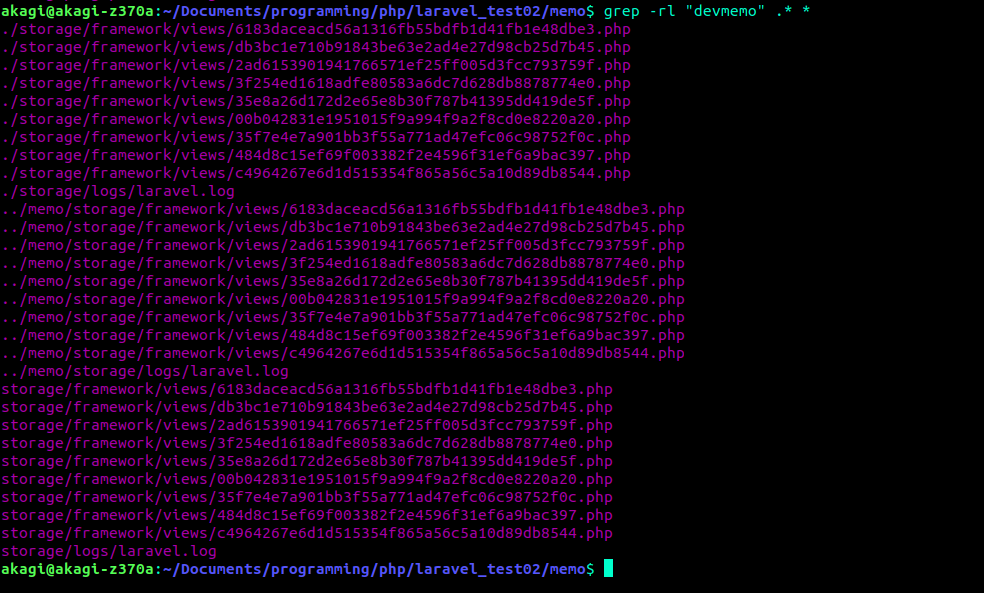 akagi@akagi-z370a:~/Documents/programming/php/laravel_test02/memo$ grep -rl "devmemo" .* *
./storage/framework/views/6183daceacd56a1316fb55bdfb1d41fb1e48dbe3.php
./storage/framework/views/db3bc1e710b91843be63e2ad4e27d98cb25d7b45.php
./storage/framework/views/2ad6153901941766571ef25ff005d3fcc793759f.php
./storage/framework/views/3f254ed1618adfe80583a6dc7d628db8878774e0.php
./storage/framework/views/35e8a26d172d2e65e8b30f787b41395dd419de5f.php
./storage/framework/views/00b042831e1951015f9a994f9a2f8cd0e8220a20.php
./storage/framework/views/35f7e4e7a901bb3f55a771ad47efc06c98752f0c.php
./storage/framework/views/484d8c15ef69f003382f2e4596f31ef6a9bac397.php
./storage/framework/views/c4964267e6d1d515354f865a56c5a10d89db8544.php
./storage/logs/laravel.log
../memo/storage/framework/views/6183daceacd56a1316fb55bdfb1d41fb1e48dbe3.php
../memo/storage/framework/views/db3bc1e710b91843be63e2ad4e27d98cb25d7b45.php
../memo/storage/framework/views/2ad6153901941766571ef25ff005d3fcc793759f.php
../memo/storage/framework/views/3f254ed1618adfe80583a6dc7d628db8878774e0.php
../memo/storage/framework/views/35e8a26d172d2e65e8b30f787b41395dd419de5f.php
../memo/storage/framework/views/00b042831e1951015f9a994f9a2f8cd0e8220a20.php
../memo/storage/framework/views/35f7e4e7a901bb3f55a771ad47efc06c98752f0c.php
../memo/storage/framework/views/484d8c15ef69f003382f2e4596f31ef6a9bac397.php
../memo/storage/framework/views/c4964267e6d1d515354f865a56c5a10d89db8544.php
../memo/storage/logs/laravel.log
storage/framework/views/6183daceacd56a1316fb55bdfb1d41fb1e48dbe3.php
storage/framework/views/db3bc1e710b91843be63e2ad4e27d98cb25d7b45.php
storage/framework/views/2ad6153901941766571ef25ff005d3fcc793759f.php
storage/framework/views/3f254ed1618adfe80583a6dc7d628db8878774e0.php
storage/framework/views/35e8a26d172d2e65e8b30f787b41395dd419de5f.php
storage/framework/views/00b042831e1951015f9a994f9a2f8cd0e8220a20.php
storage/framework/views/35f7e4e7a901bb3f55a771ad47efc06c98752f0c.php
storage/framework/views/484d8c15ef69f003382f2e4596f31ef6a9bac397.php
storage/framework/views/c4964267e6d1d515354f865a56c5a10d89db8544.php
storage/logs/laravel.log
akagi@akagi-z370a:~/Documents/programming/php/laravel_test02/memo$